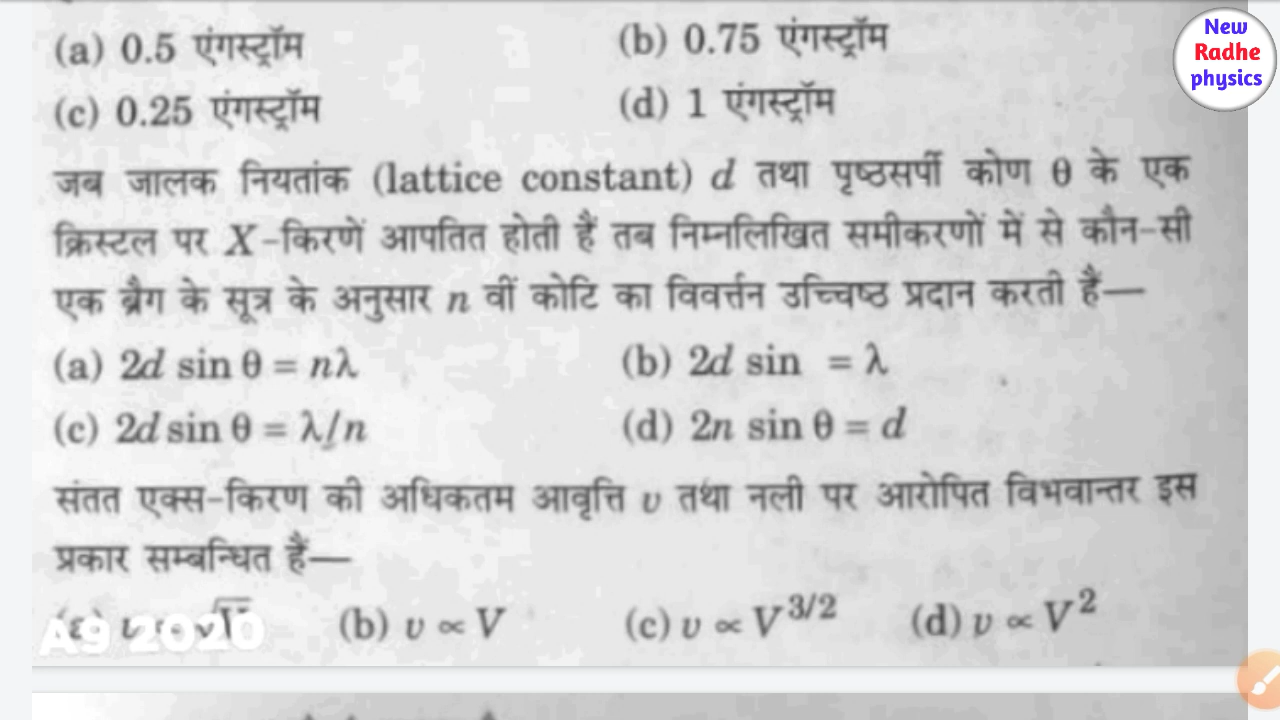 (a) 0.5 एंगस्ट्रॉम (b) 0.75 एंगस्ट्रॉम
(c) 0.25 एंगस्ट्रॉम (d) 1 एंगस्ट्रॉम
जब जालक नियतांक (lattice constant) d तथा पृष्ठसर्पी कोण θ के एक
क्रिस्टल पर X-किरणें आपतित होती हैं तब निम्नलिखित समीकरणों में से कौन-सी
एक ब्रैग के सूत्र के अनुसार n वीं कोटि का विवर्त्तन उच्चिष्ठ प्रदान करती हैं—
(a) 2d sin θ = nλ (b) 2d sin = λ
(c) 2d sin θ = λ/n (d) 2n sin θ = d
संतत एक्स-किरण की अधिकतम आवृत्ति υ तथा नली पर आरोपित विभवान्तर इस
प्रकार सम्बन्धित हैं—
(a) υ ∝ √V (b) υ ∝ V (c) υ ∝ V^3/2 (d) υ ∝ V^2
A9 2020
New
Radhe
physics